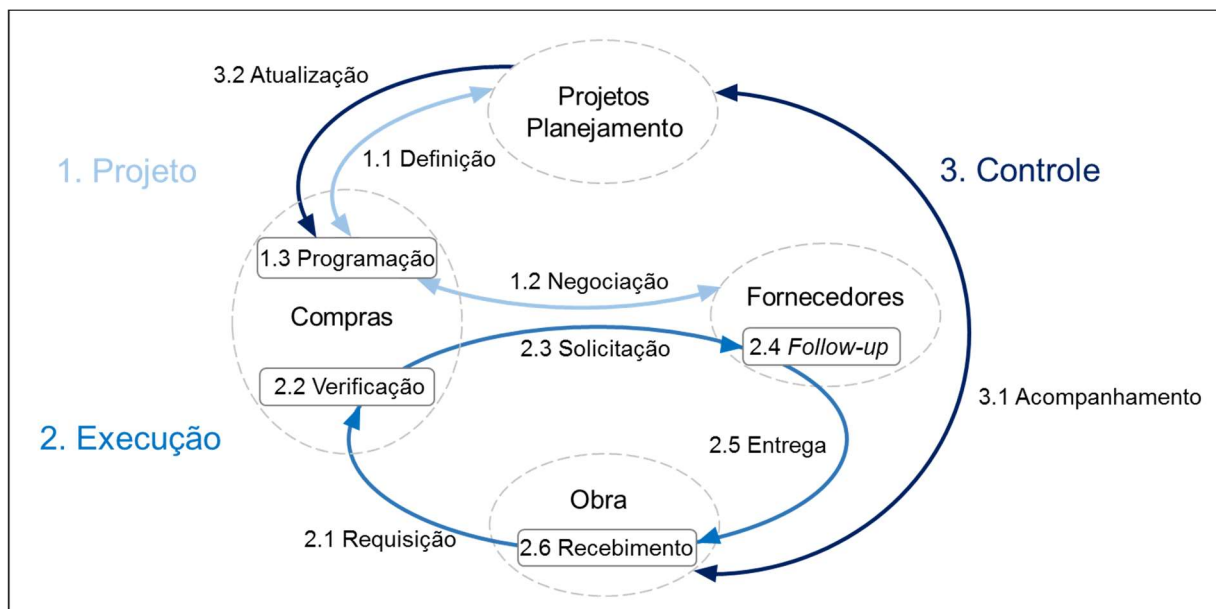 3.2 Atualização
Projetos
Planejamento
1.1 Definição
1. Projeto
3. Controle
1.3 Programação
1.2 Negociação
Fornecedores
Compras
2.3 Solicitação
2.4 Follow-up
2.2 Verificação
3.1 Acompanhamento
2. Execução
2.5 Entrega
Obra
2.1 Requisição
2.6 Recebimento